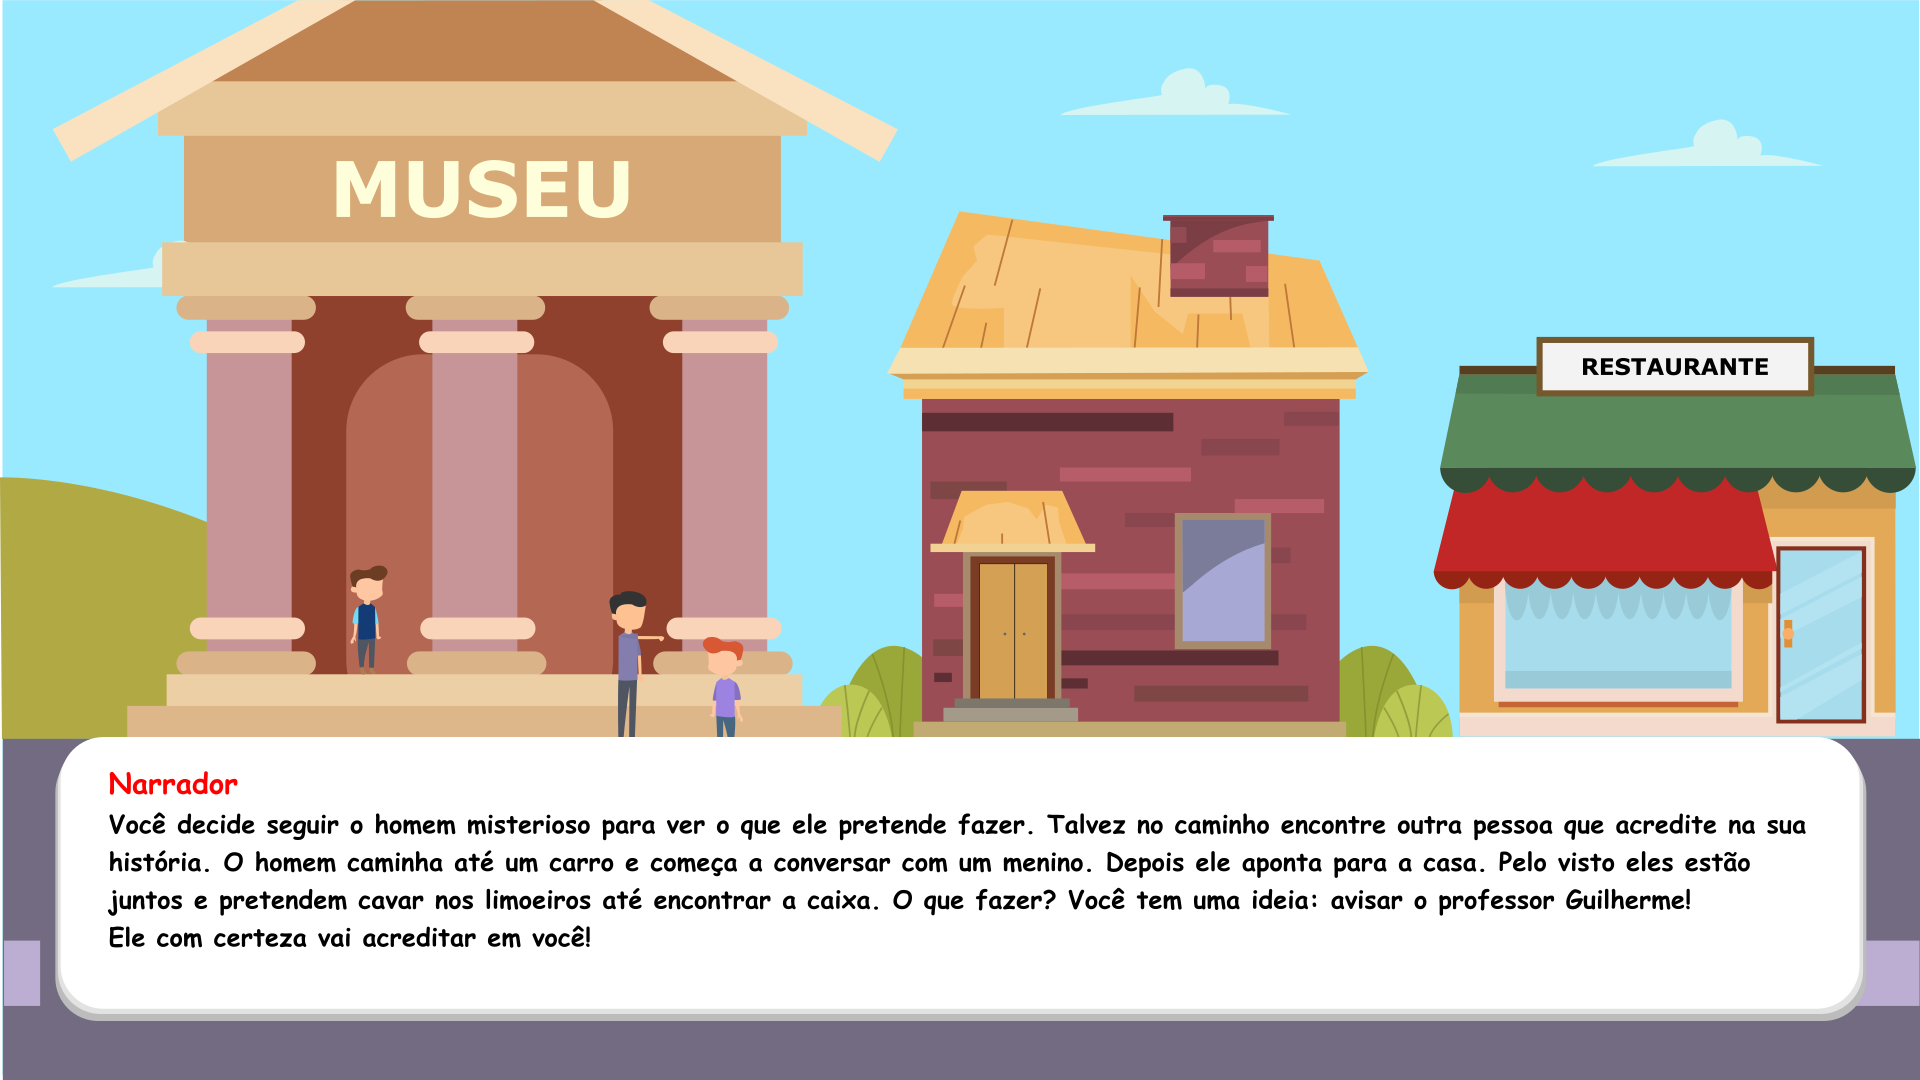 MUSEU
RESTAURANTE
Narrador
Você decide seguir o homem misterioso para ver o que ele pretende fazer. Talvez no caminho encontre outra pessoa que acredite na sua
história. O homem caminha até um carro e começa a conversar com um menino. Depois ele aponta para a casa. Pelo visto eles estão
juntos e pretendem cavar nos limoeiros até encontrar a caixa. O que fazer? Você tem uma ideia: avisar o professor Guilherme!
Ele com certeza vai acreditar em você!